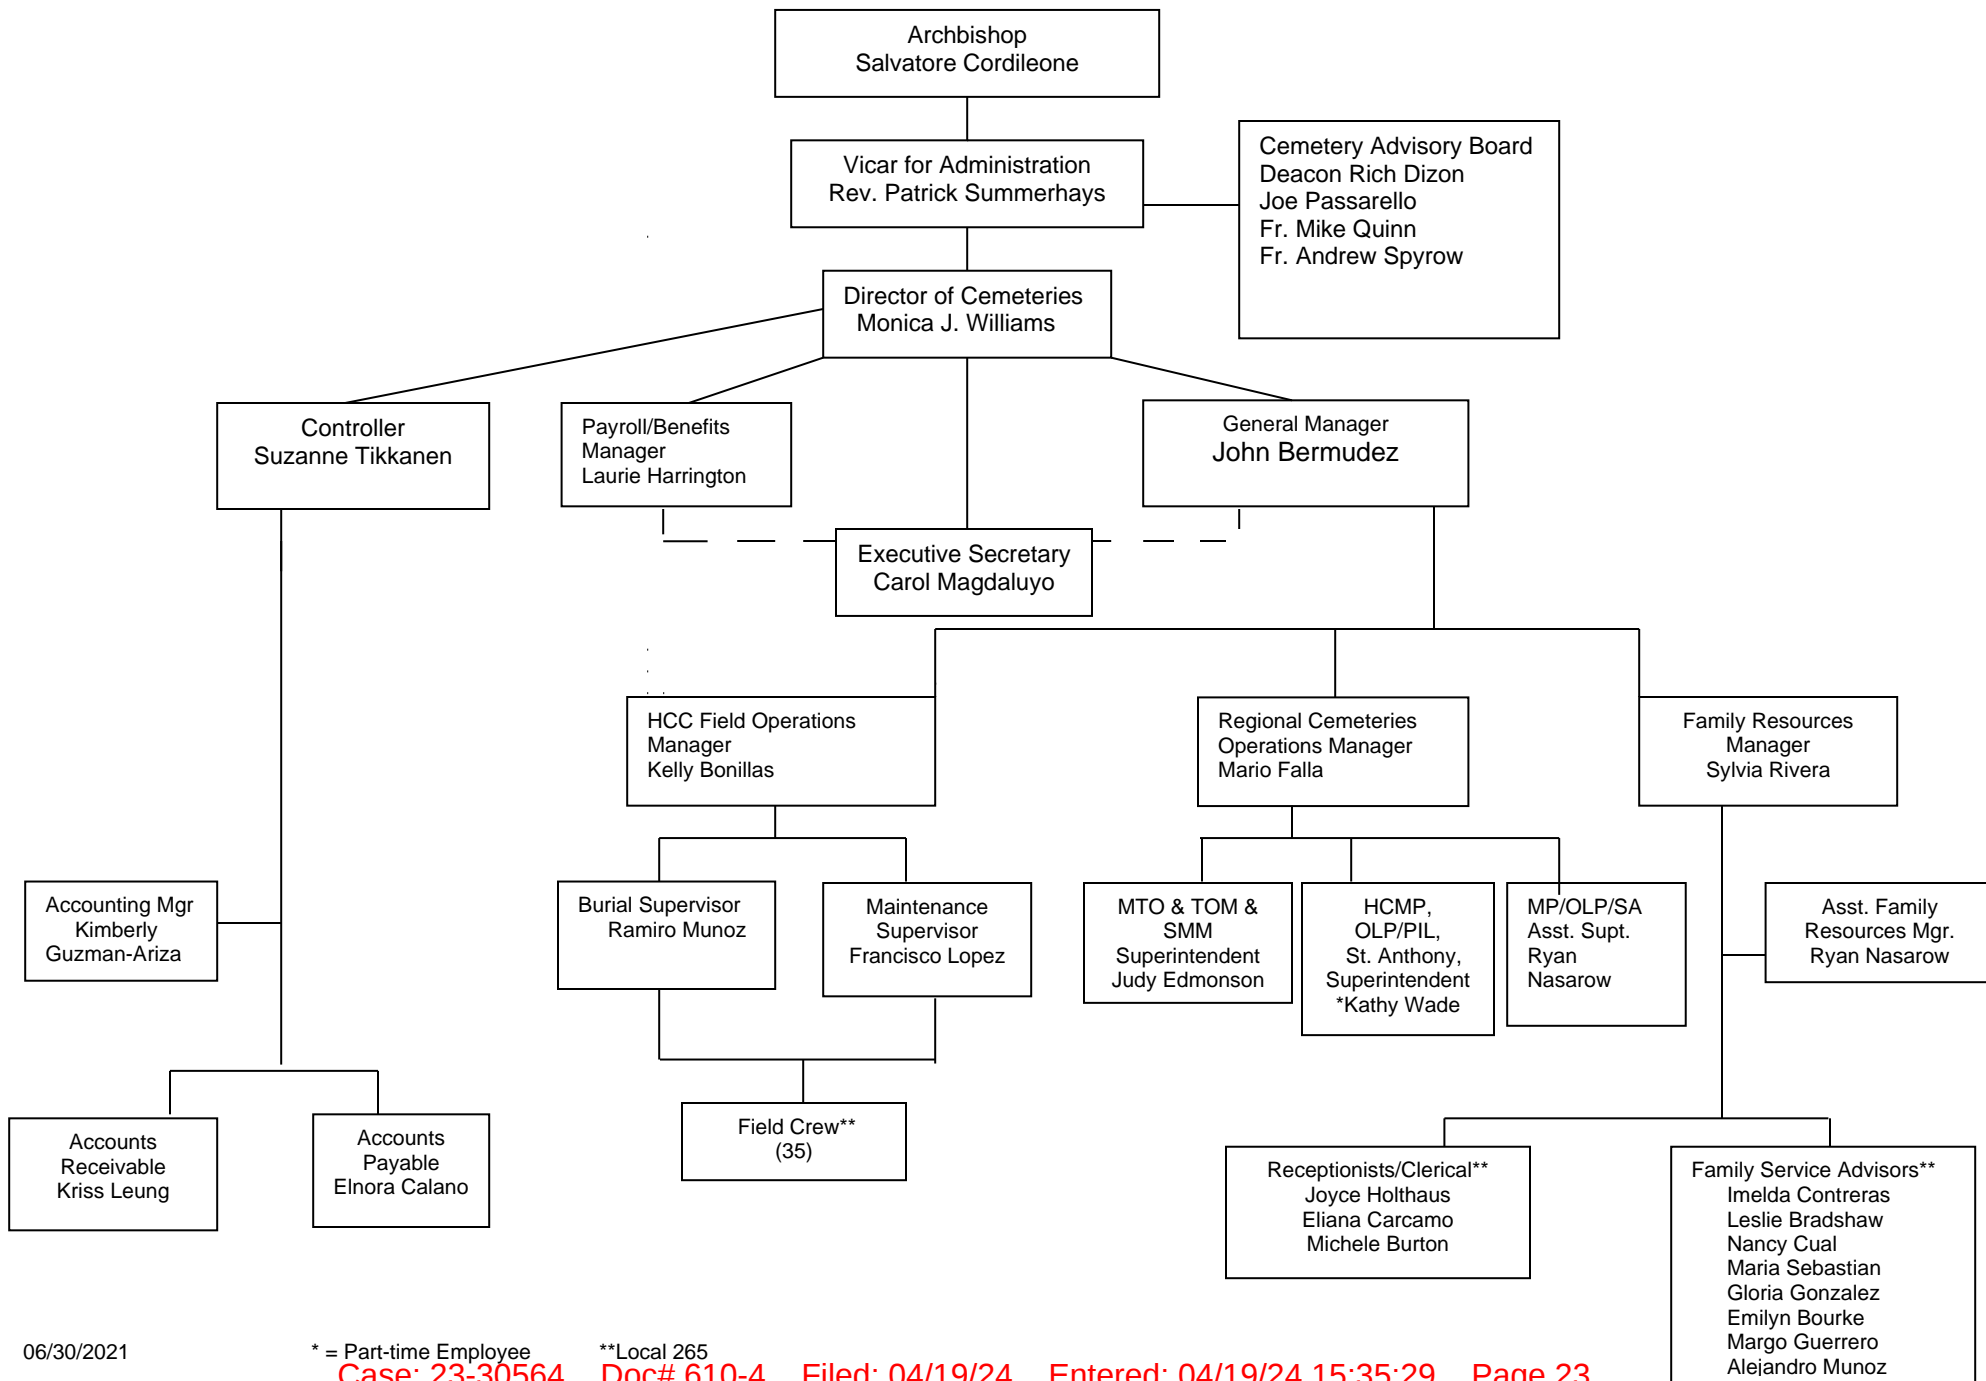 Archbishop
Salvatore Cordileone
Vicar for Administration
Rev. Patrick Summerhays
Cemetery Advisory Board
Deacon Rich Dizon
Joe Passarello
Fr. Mike Quinn
Fr. Andrew Spyrow
Director of Cemeteries
Monica J. Williams
Controller
Suzanne Tikkanen
Payroll/Benefits
Manager
Laurie Harrington
General Manager
John Bermudez
Executive Secretary
Carol Magdaluyo
HCC Field Operations
Manager
Kelly Bonillas
Regional Cemeteries
Operations Manager
Mario Falla
Family Resources
Manager
Sylvia Rivera
Accounting Mgr
Kimberly
Guzman-Ariza
Burial Supervisor
Ramiro Munoz
Maintenance
Supervisor
Francisco Lopez
MTO & TOM &
SMM
Superintendent
Judy Edmonson
HCMP,
OLP/PIL,
St. Anthony,
Superintendent
*Kathy Wade
MP/OLP/SA
Asst. Supt.
Ryan
Nasarow
Asst. Family
Resources Mgr.
Ryan Nasarow
Accounts
Receivable
Kriss Leung
Accounts
Payable
Elnora Calano
Field Crew**
(35)
Receptionists/Clerical**
Joyce Holthaus
Eliana Carcamo
Michele Burton
Family Service Advisors**
Imelda Contreras
Leslie Bradshaw
Nancy Cual
Maria Sebastian
Gloria Gonzalez
Emilyn Bourke
Margo Guerrero
Alejandro Munoz
06/30/2021 * = Part-time Employee **Local 265
Case: 23-30564 Doc# 610-4 Filed: 04/19/24 Entered: 04/19/24 15:35:29 Page 23